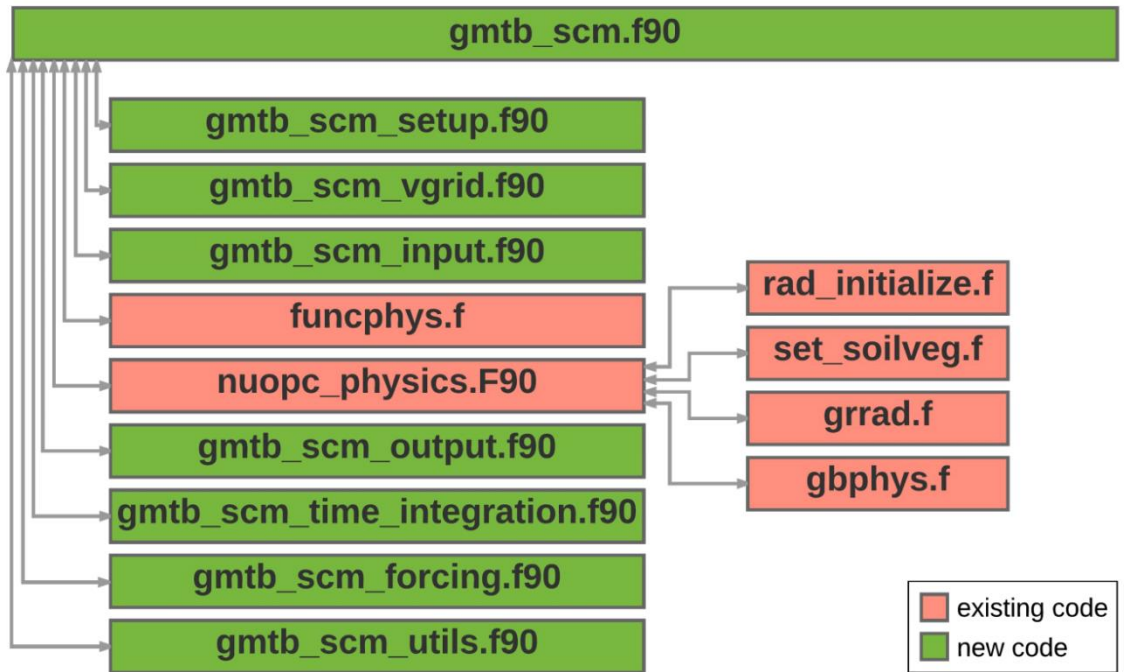 gmtb_scm.f90
gmtb_scm_setup.f90
gmtb_scm_vgrid.f90
gmtb_scm_input.f90
funcphys.f
nuopc_physics.F90
gmtb_scm_output.f90
gmtb_scm_time_integration.f90
gmtb_scm_forcing.f90
gmtb_scm_utils.f90
rad_initialize.f
set_soilveg.f
grrad.f
gbphys.f
existing code
new code